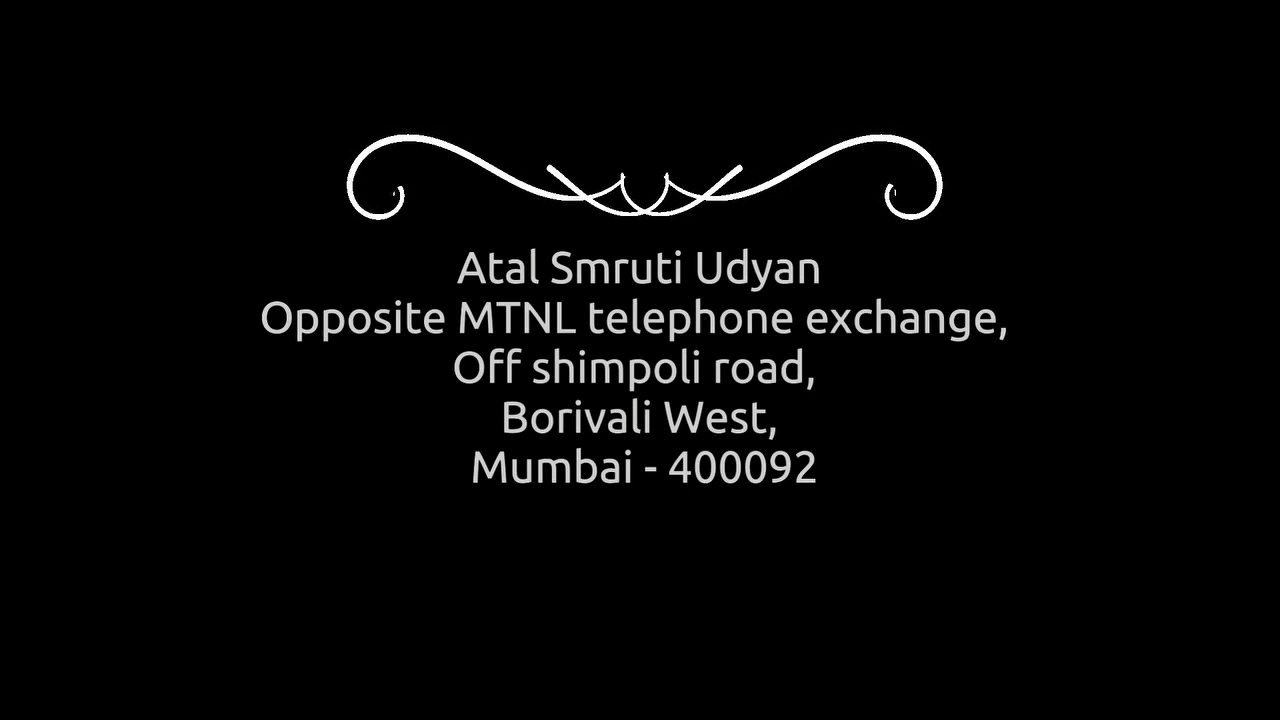 Atal Smruti Udyan
Opposite MTNL telephone exchange,
Off shimpoli road,
Borivali West,
Mumbai - 400092